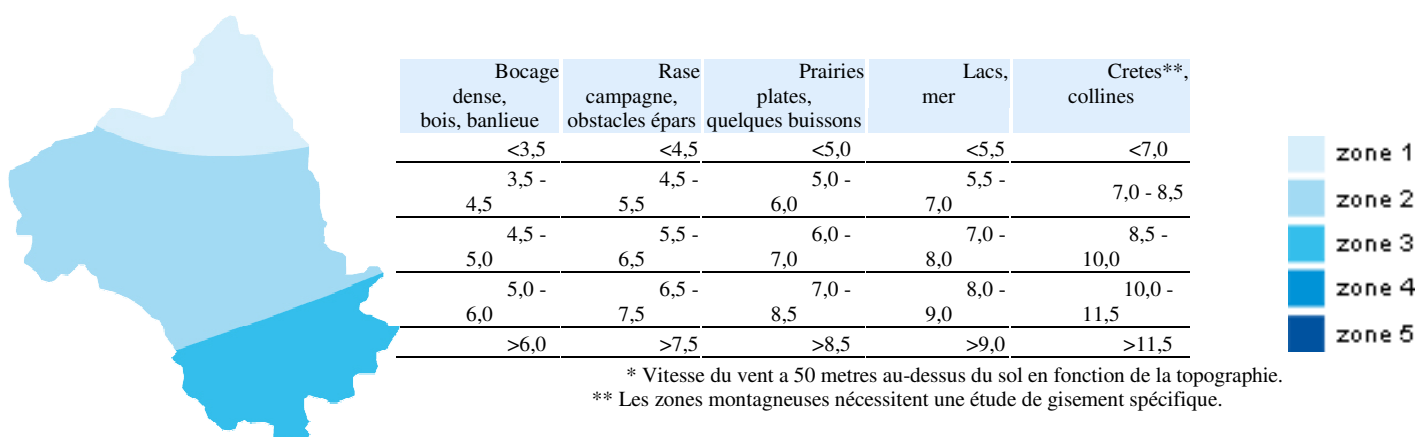 Bocage dense, bois, banlieue
Rase campagne, obstacles épars
Prairies plates, quelques buissons
Lacs, mer
Cretes**, collines
<3,5 <4,5 <5,0 <5,5 <7,0
3,5 - 4,5 4,5 - 5,5 5,0 - 6,0 5,5 - 7,0 7,0 - 8,5
4,5 - 5,0 5,5 - 6,5 6,0 - 7,0 7,0 - 8,0 8,5 - 10,0
5,0 - 6,0 6,5 - 7,5 7,0 - 8,5 8,0 - 9,0 10,0 - 11,5
>6,0 >7,5 >8,5 >9,0 >11,5
* Vitesse du vent a 50 metres au-dessus du sol en fonction de la topographie.
** Les zones montagneuses nécessitent une étude de gisement spécifique.
zone 1
zone 2
zone 3
zone 4
zone 5